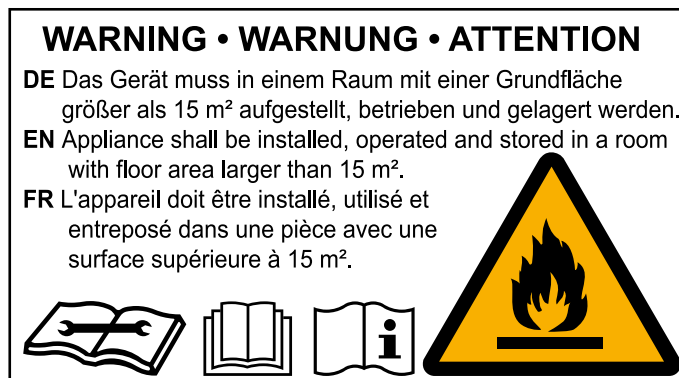 WARNING • WARNUNG • ATTENTION
DE Das Gerät muss in einem Raum mit einer Grundfläche
größer als 15 m² aufgestellt, betrieben und gelagert werden.
EN Appliance shall be installed, operated and stored in a room
with floor area larger than 15 m².
FR L'appareil doit être installé, utilisé et
entreposé dans une pièce avec une
surface supérieure à 15 m².
i